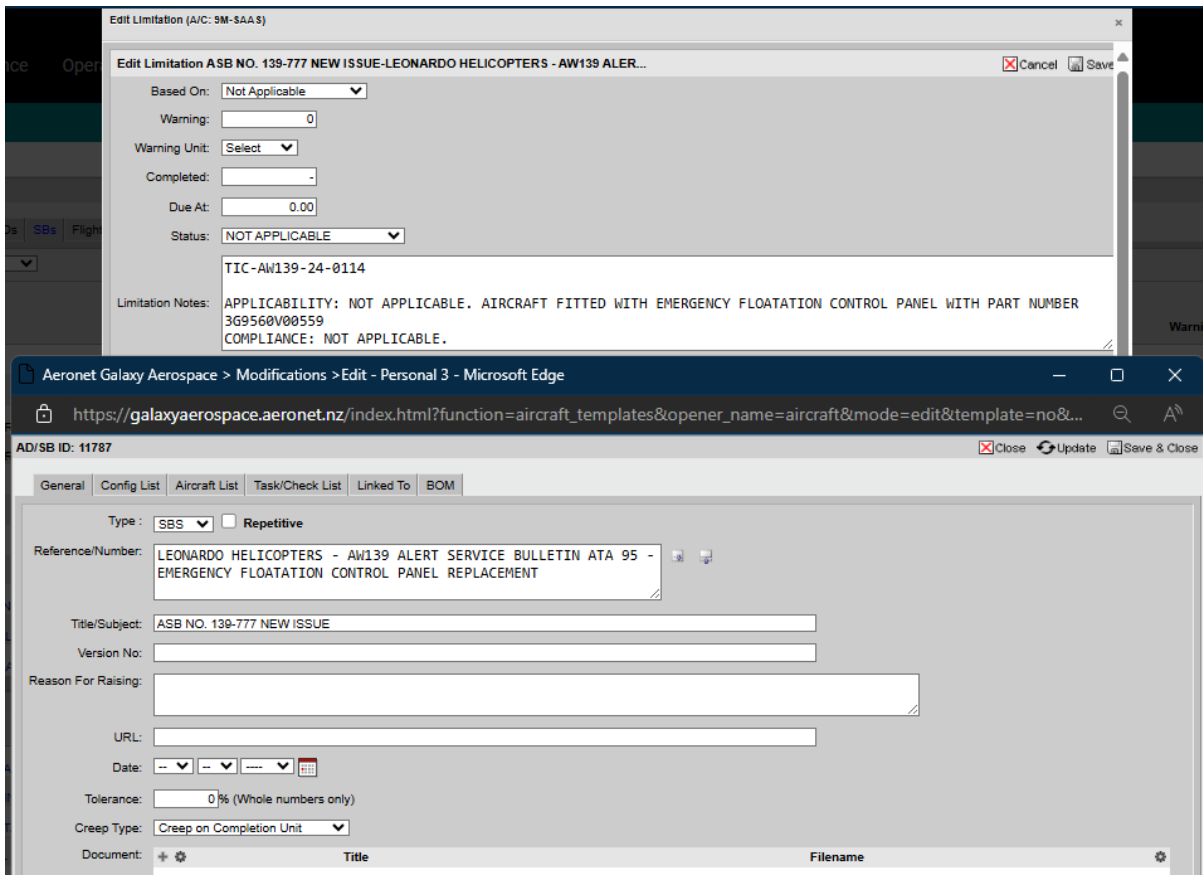 Edit Limitation (A/C: 9M-SAAS)
×
nce Oper
Edit Limitation ASB NO. 139-777 NEW ISSUE-LEONARDO HELICOPTERS - AW139 ALER...
Cancel Save
Based On: Not Applicable
Warning: 0
Warning Unit: Select
Completed: -
Due At: 0.00
SBs Flight
Status: NOT APPLICABLE
Limitation Notes:
TIC-AW139-24-0114
APPLICABILITY: NOT APPLICABLE. AIRCRAFT FITTED WITH EMERGENCY FLOATATION CONTROL PANEL WITH PART NUMBER
3G9560V00559
COMPLIANCE: NOT APPLICABLE.
Warni
Aeronet Galaxy Aerospace > Modifications >Edit - Personal 3 - Microsoft Edge
https://galaxyaerospace.aeronet.nz/index.html?function=aircraft_templates&opener_name=aircraft&mode=edit&template=no&...
AD/SB ID: 11787
Close Update Save & Close
General Config List Aircraft List Task/Check List Linked To BOM
Type : SBS Repetitive
Reference/Number: LEONARDO HELICOPTERS - AW139 ALERT SERVICE BULLETIN ATA 95 -
EMERGENCY FLOATATION CONTROL PANEL REPLACEMENT
Title/Subject: ASB NO. 139-777 NEW ISSUE
Version No:
Reason For Raising:
URL:
Date: -- -- ----
Tolerance: 0 % (Whole numbers only)
Creep Type: Creep on Completion Unit
Document: + Title Filename